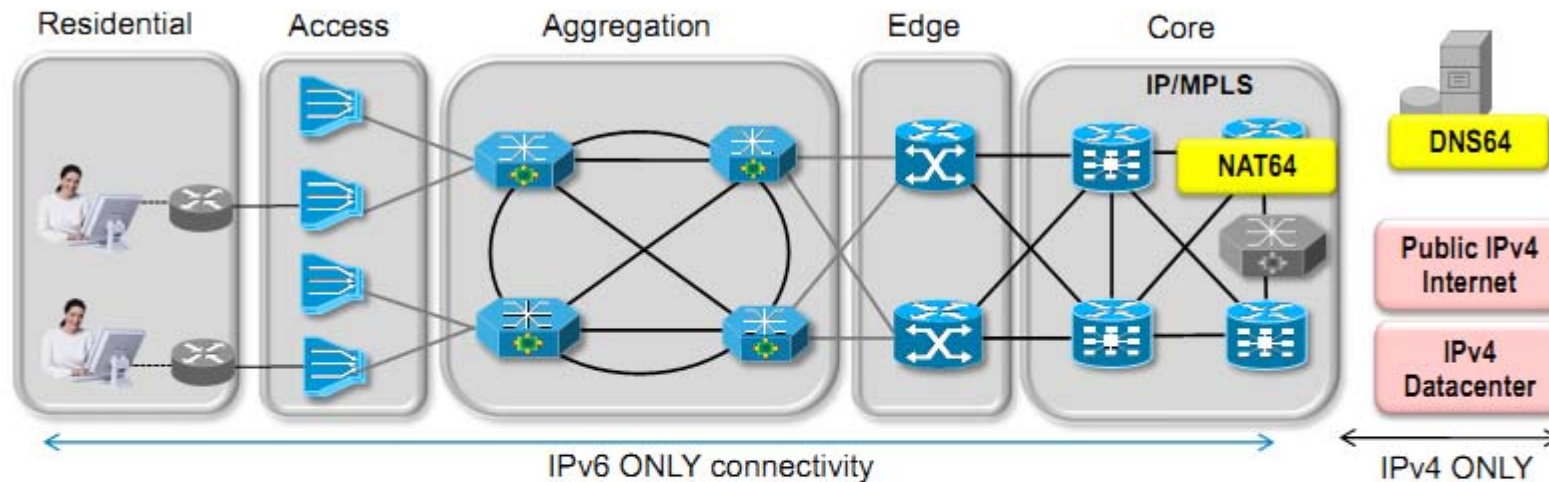 Residential
Access
Aggregation
Edge
Core
IP/MPLS
NAT64
DNS64
Public IPv4
Internet
IPv4
Datacenter
IPv6 ONLY connectivity
IPv4 ONLY